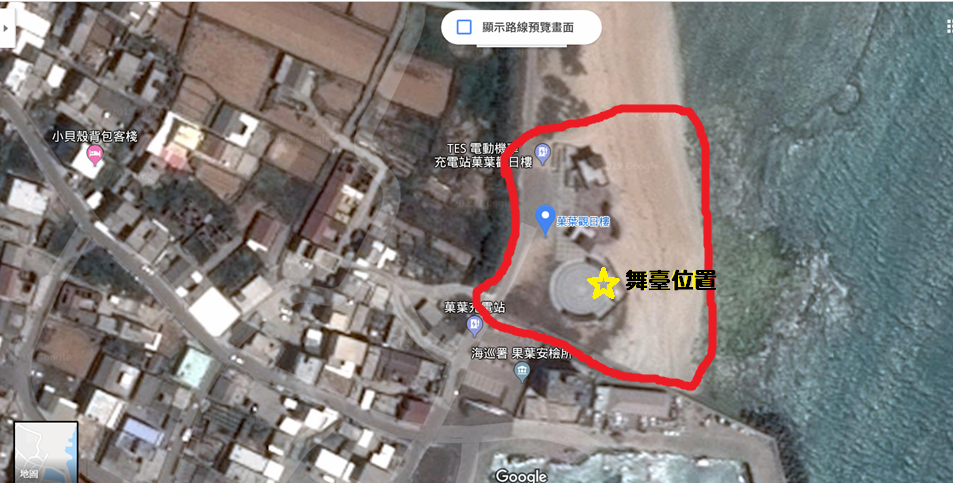 顯示路線預覽畫面
小貝殼背包客棧
TES 電動機車
充電站菓葉觀日樓
菓葉觀日樓
舞臺位置
菓葉充電站
海巡署 果葉安檢所
地圖
Google